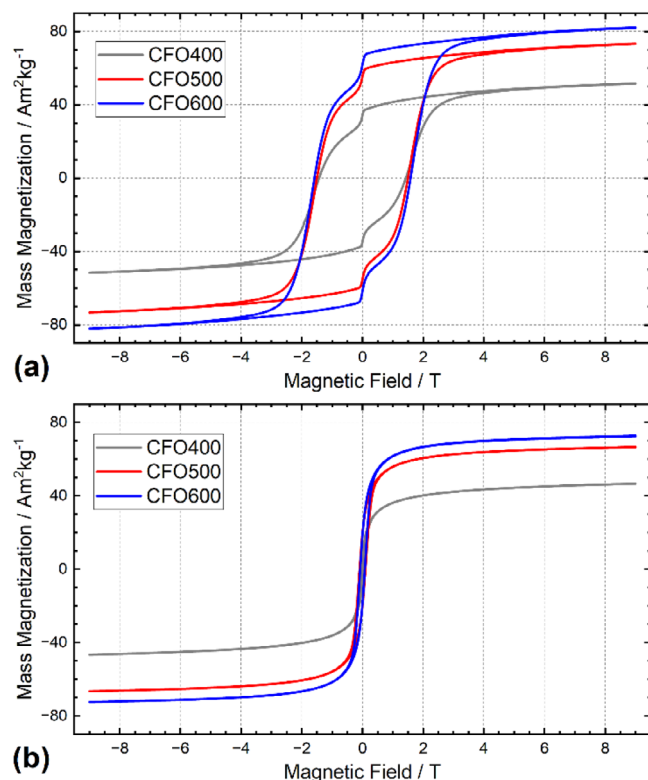 80
40
0
−40
−80
Mass Magnetization / Am²kg⁻¹
CFO400
CFO500
CFO600
−8 −6 −4 −2 0 2 4 6 8
Magnetic Field / T
(a)
80
40
0
−40
−80
Mass Magnetization / Am²kg⁻¹
CFO400
CFO500
CFO600
−8 −6 −4 −2 0 2 4 6 8
Magnetic Field / T
(b)